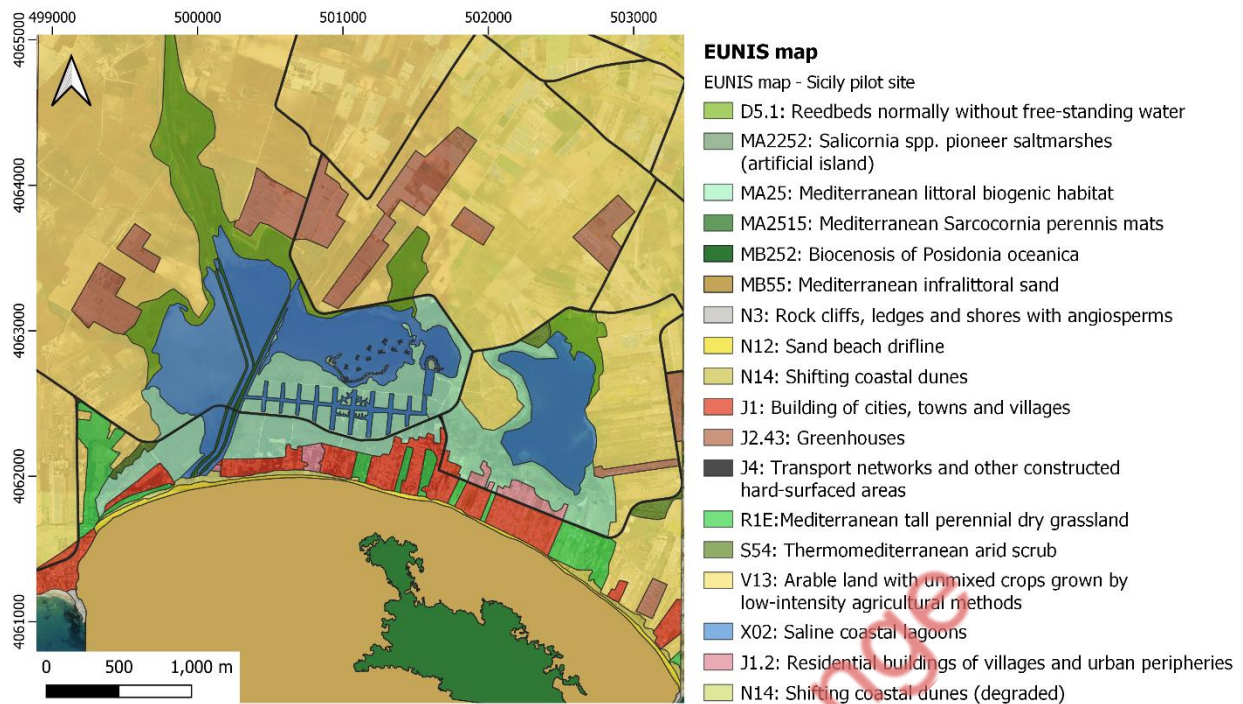 499000 500000 501000 502000 503000
4065000
4064000
4063000
4062000
4061000
0 500 1,000 m
EUNIS map
EUNIS map - Sicily pilot site
D5.1: Reedbeds normally without free-standing water
MA2252: Salicornia spp. pioneer saltmarshes
(artificial island)
MA25: Mediterranean littoral biogenic habitat
MA2515: Mediterranean Sarcocornia perennis mats
MB252: Biocenosis of Posidonia oceanica
MB55: Mediterranean infralittoral sand
N3: Rock cliffs, ledges and shores with angiosperms
N12: Sand beach drifline
N14: Shifting coastal dunes
J1: Building of cities, towns and villages
J2.43: Greenhouses
J4: Transport networks and other constructed
hard-surfaced areas
R1E:Mediterranean tall perennial dry grassland
S54: Thermomediterranean arid scrub
V13: Arable land with unmixed crops grown by
low-intensity agricultural methods
X02: Saline coastal lagoons
J1.2: Residential buildings of villages and urban peripheries
N14: Shifting coastal dunes (degraded)